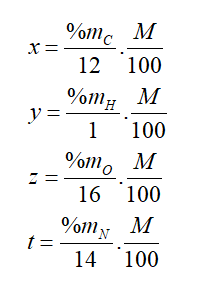 x = %m_C/12 . M/100
y = %m_H/1 . M/100
z = %m_O/16 . M/100
t = %m_N/14 . M/100